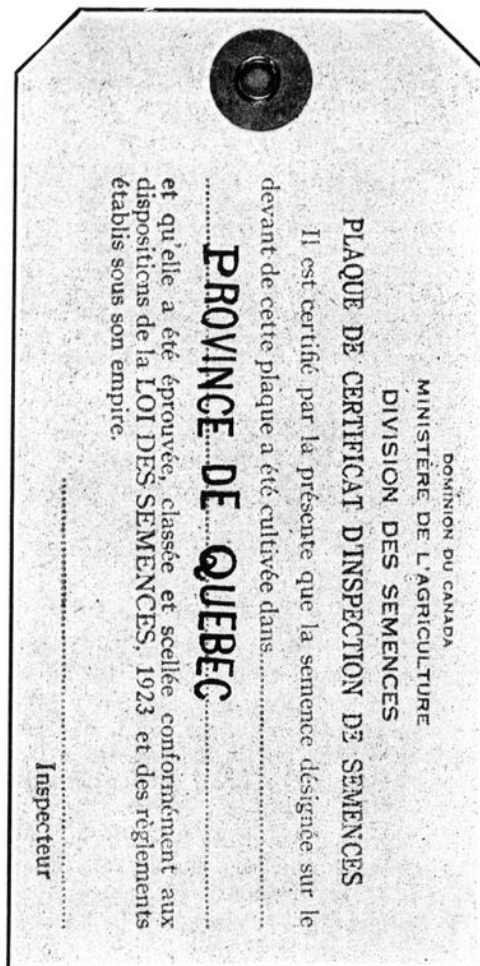 DOMINION DU CANADA
MINISTÈRE DE L'AGRICULTURE
DIVISION DES SEMENCES
PLAQUE DE CERTIFICAT D'INSPECTION DE SEMENCES
Il est certifié par la présente que la semence désignée sur le
devant de cette plaque a été cultivée dans
PROVINCE DE QUEBEC
et qu'elle a été éprouvée, classée et scellée conformément aux
dispositions de la LOI DES SEMENCES, 1923 et des règlements
établis sous son empire.
Inspecteur